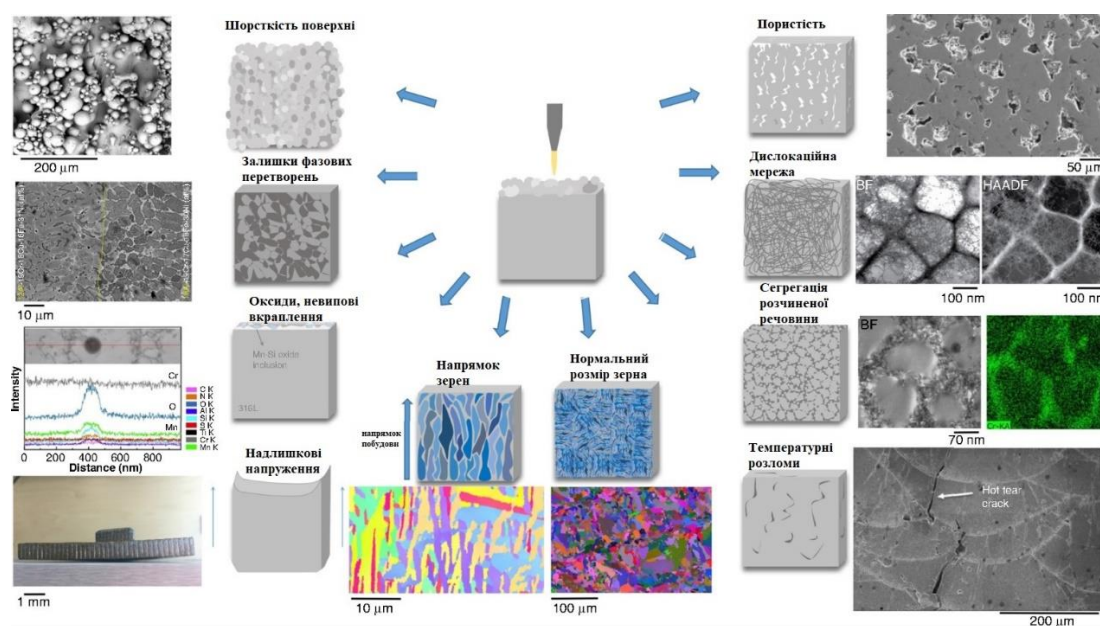 Шорсткість поверхні
200 μm
Залишки фазових
перетворень
10 μm
Оксиди, невипові
вкраплення
Mn-Si oxide
inclusion
316L
Intensity
Cr
O
Mn
C K
N K
O K
Al K
Si K
S K
Ti K
Cr K
Mn K
0
200
400
600
800
Distance (nm)
Надлишкові
напруження
1 mm
Напрямок
зерен
напрямок
побудови
10 μm
Нормальний
розмір зерна
100 μm
Пористість
50 μm
Дислокаційна
мережа
BF
HAADF
100 nm
100 nm
Сегрегація
розчиненої
речовини
BF
70 nm
Температурні
розломи
Hot tear
crack
200 μm